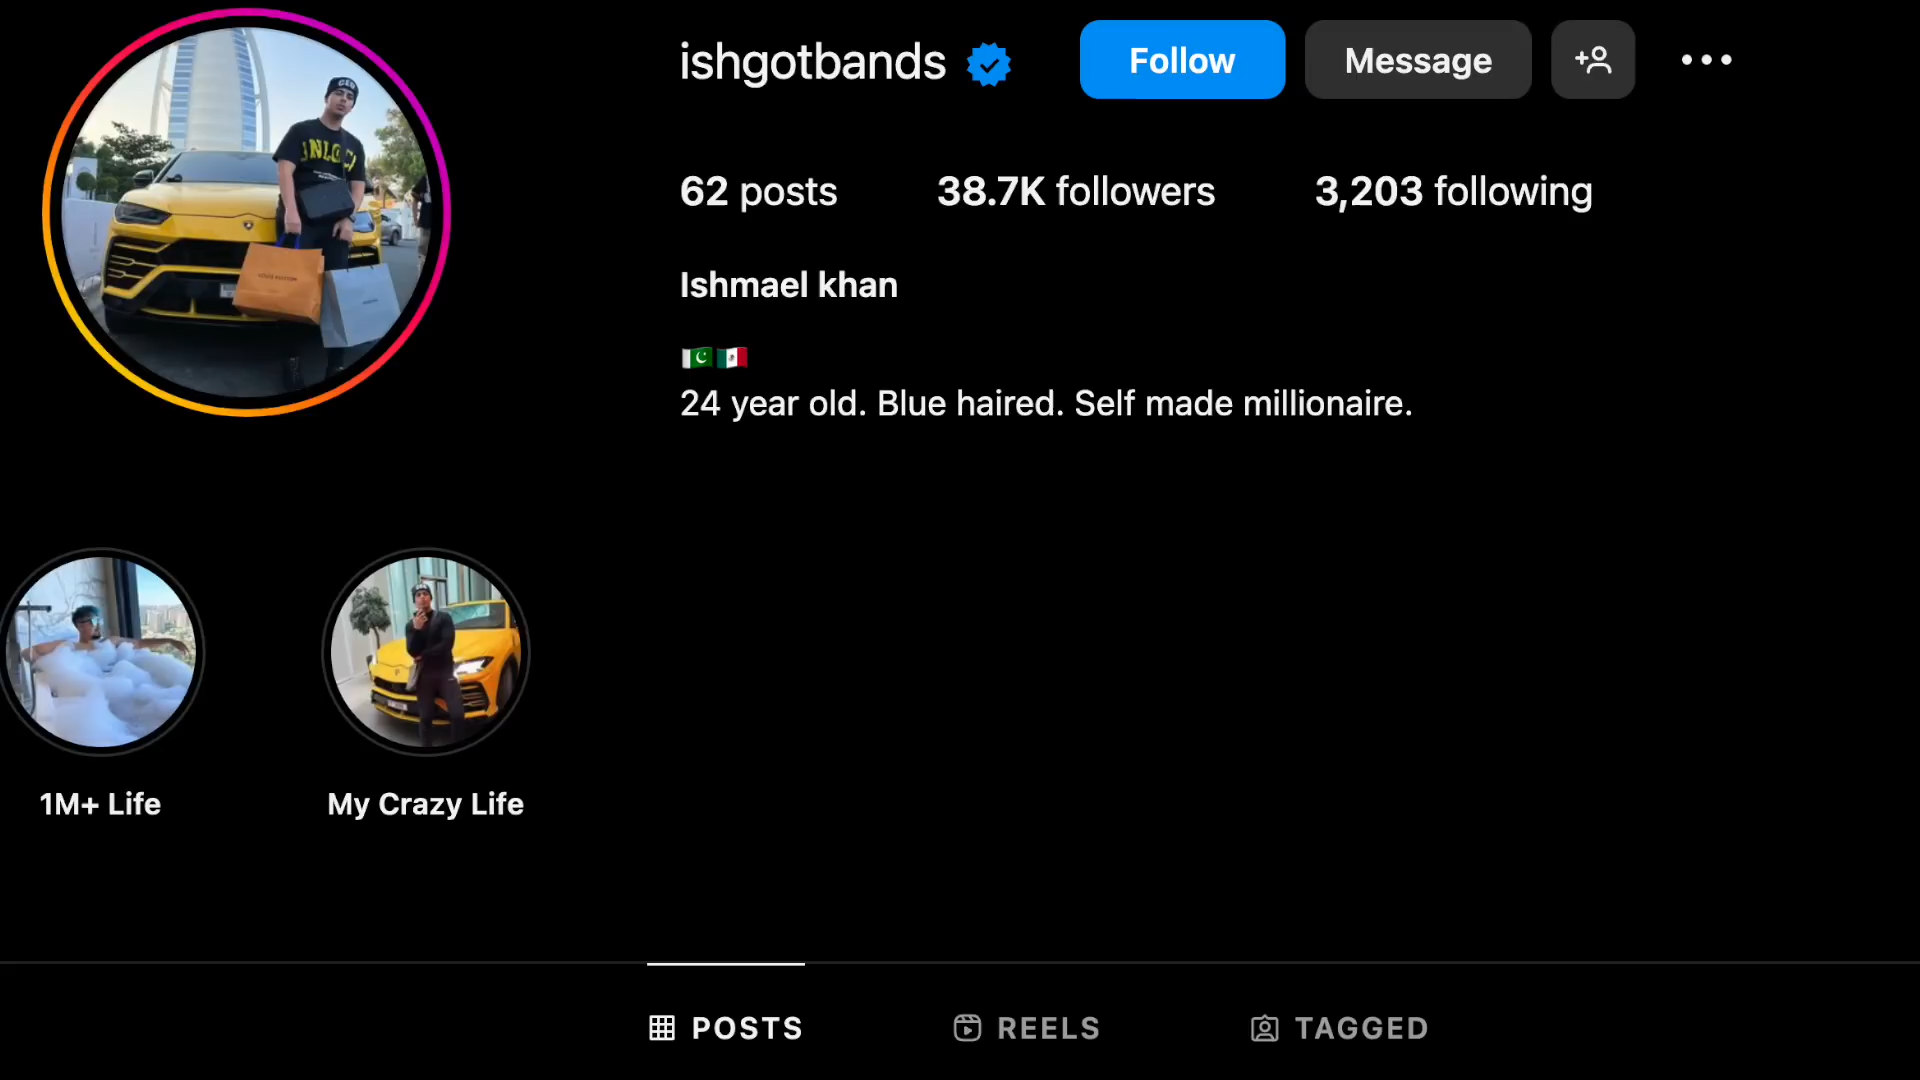 ishgotbands
Follow
Message
62 posts
38.7K followers
3,203 following
Ishmael khan
🇵🇰🇲🇽
24 year old. Blue haired. Self made millionaire.
1M+ Life
My Crazy Life
POSTS
REELS
TAGGED